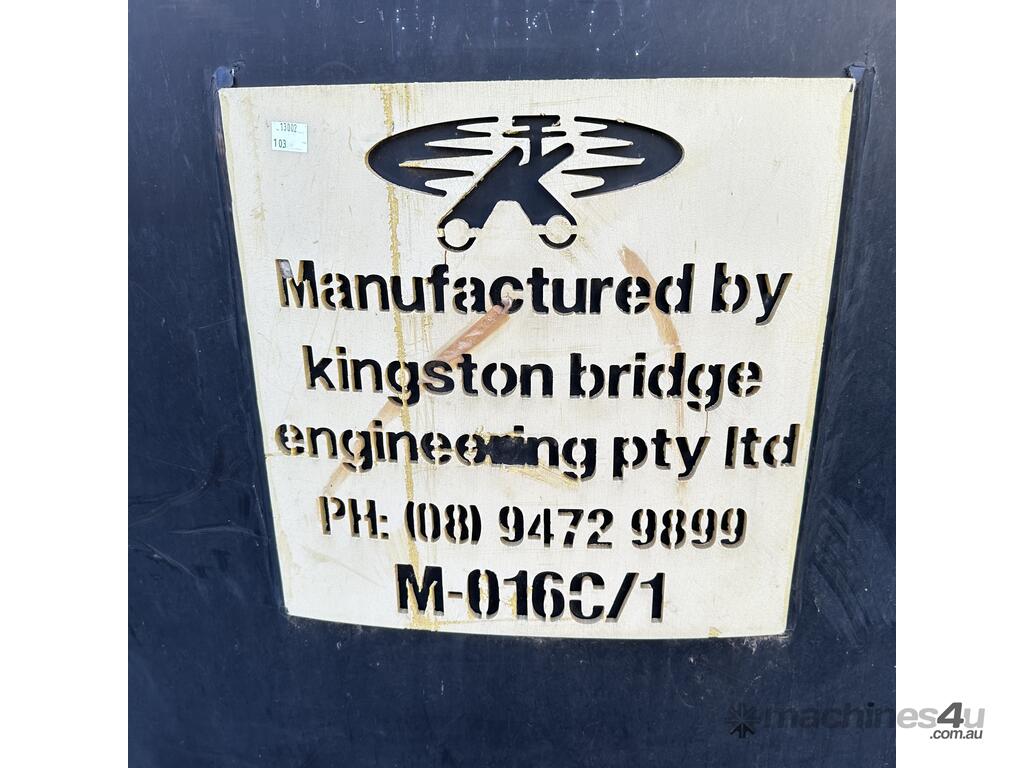 13002
103
Manufactured by
kingston bridge
engineering pty ltd
PH: (08) 9472 9899
M-016C/1
machines4u
.com.au